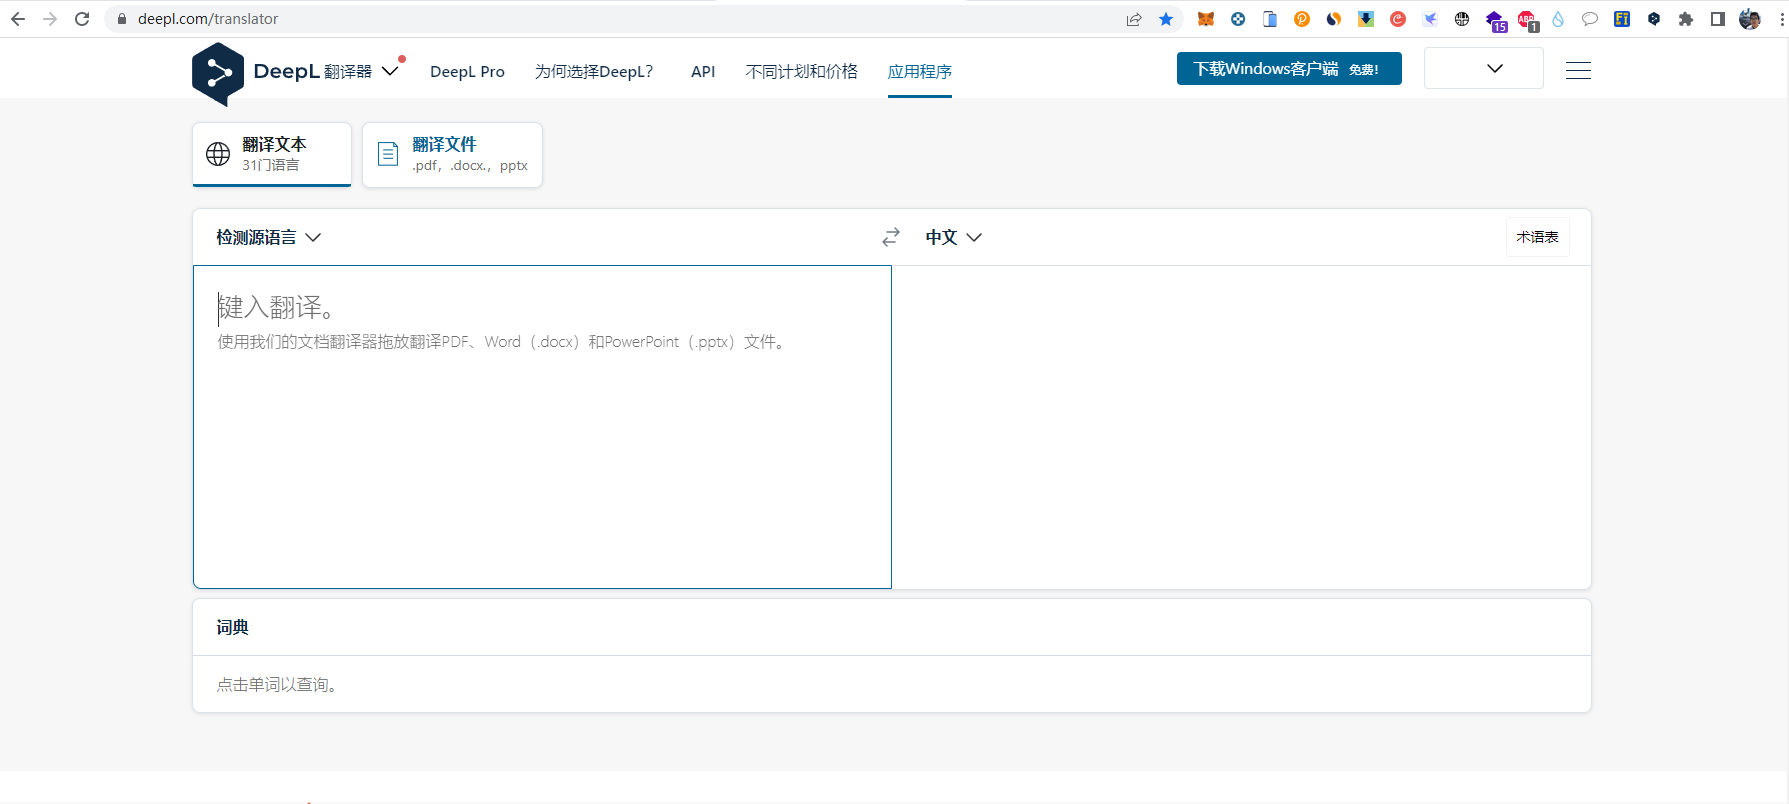 deepl.com/translator
15
ABP
1
Fi
DeepL 翻译器
DeepL Pro
为何选择DeepL？
API
不同计划和价格
应用程序
下载Windows客户端 免费!
翻译文本
31门语言
翻译文件
.pdf，.docx.，pptx
检测源语言
中文
术语表
键入翻译。
使用我们的文档翻译器拖放翻译PDF、Word（.docx）和PowerPoint（.pptx）文件。
词典
点击单词以查询。